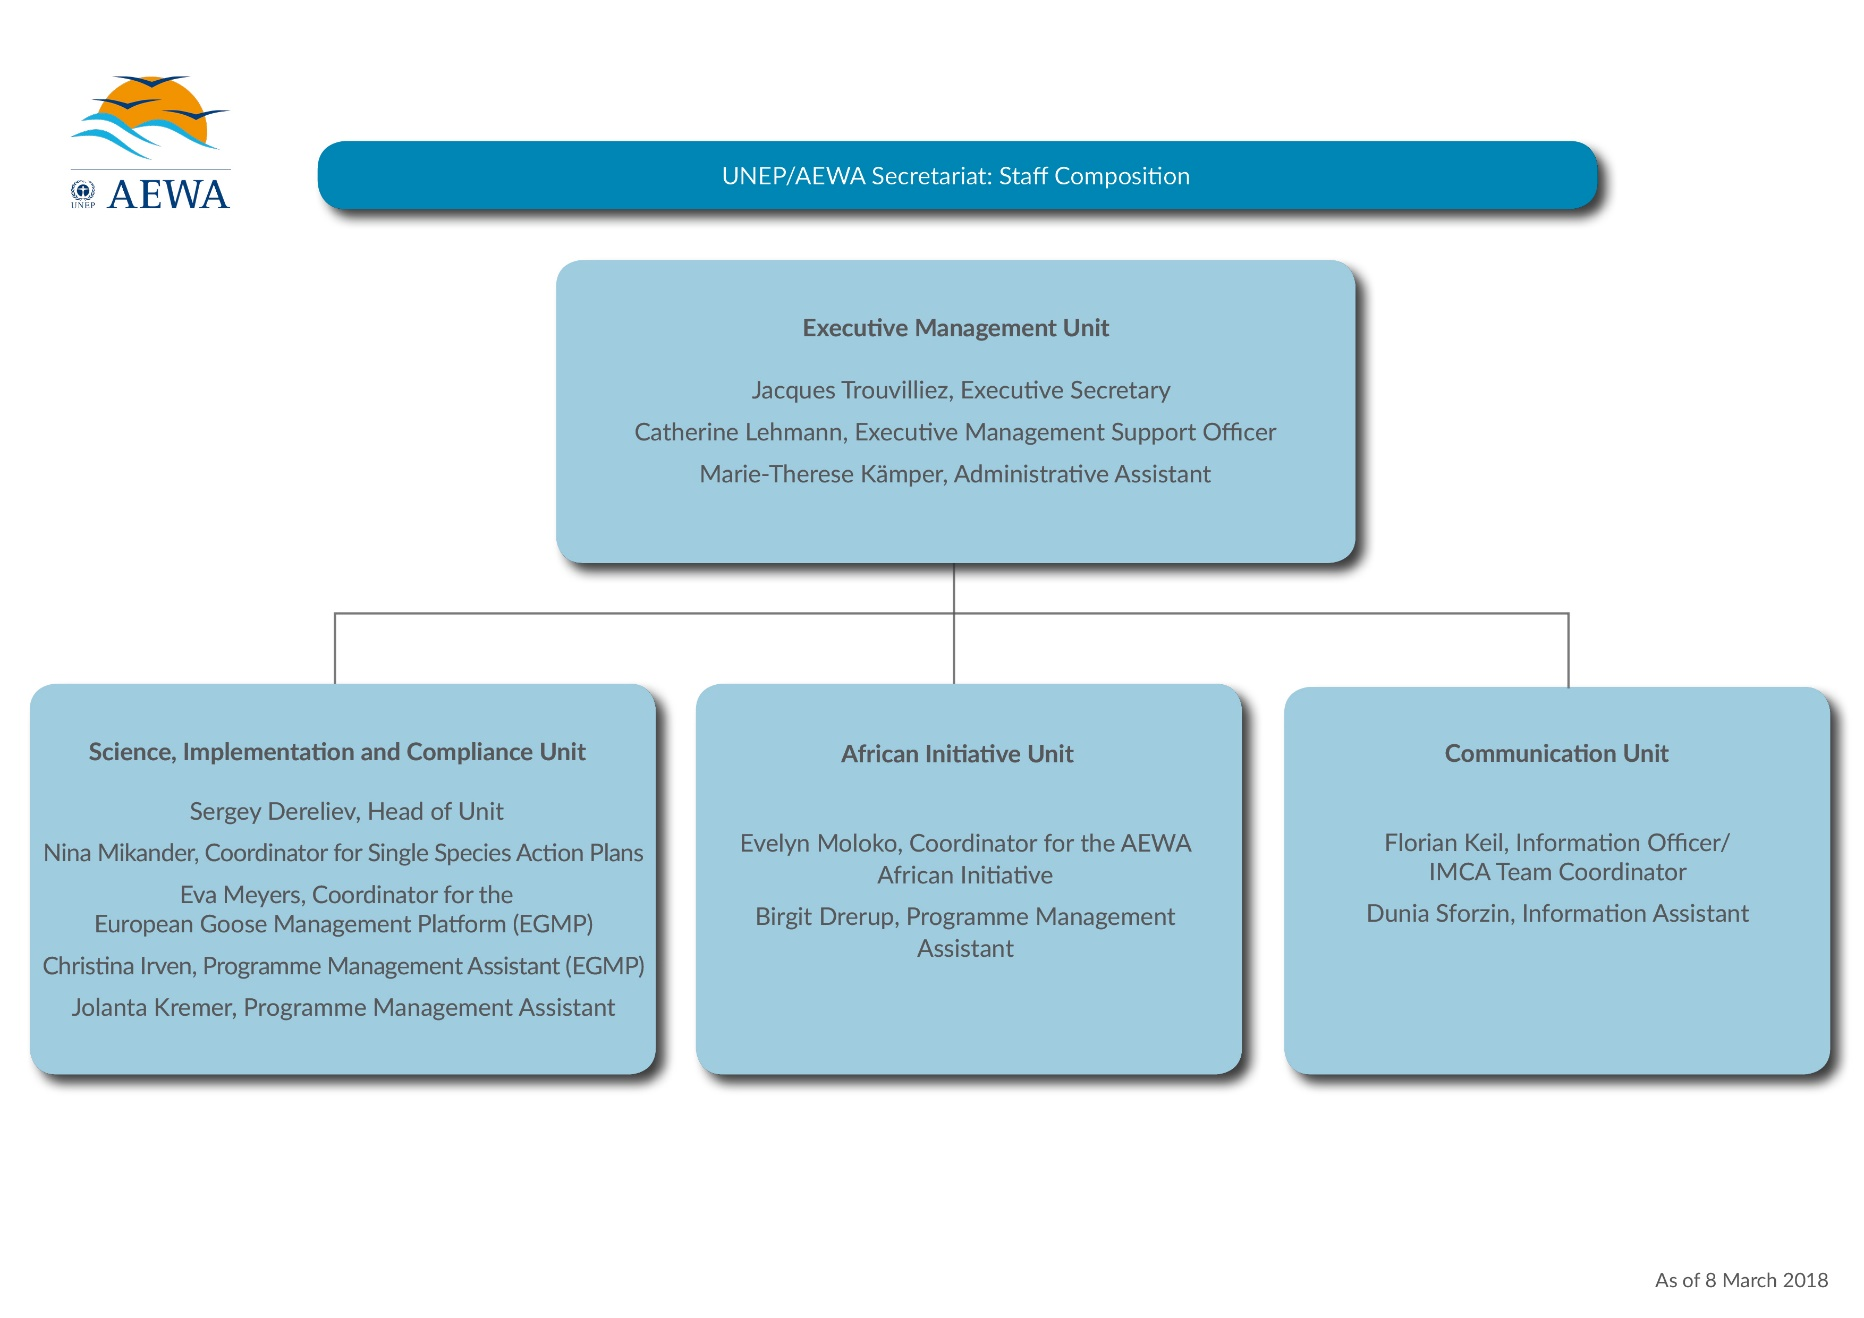 UNEP
AEWA
UNEP/AEWA Secretariat: Staff Composition
Executive Management Unit
Jacques Trouvilliez, Executive Secretary
Catherine Lehmann, Executive Management Support Officer
Marie-Therese Kämper, Administrative Assistant
Science, Implementation and Compliance Unit
Sergey Dereliev, Head of Unit
Nina Mikander, Coordinator for Single Species Action Plans
Eva Meyers, Coordinator for the
European Goose Management Platform (EGMP)
Christina Irven, Programme Management Assistant (EGMP)
Jolanta Kremer, Programme Management Assistant
African Initiative Unit
Evelyn Moloko, Coordinator for the AEWA
African Initiative
Birgit Drerup, Programme Management
Assistant
Communication Unit
Florian Keil, Information Officer/
IMCA Team Coordinator
Dunia Sforzin, Information Assistant
As of 8 March 2018